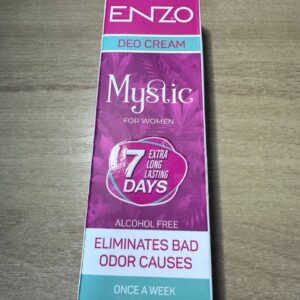 ENZO
DEO CREAM
Mystic
FOR WOMEN
7 EXTRA
LONG
LASTING
DAYS
ALCOHOL FREE
ELIMINATES BAD
ODOR CAUSES
ONCE A WEEK